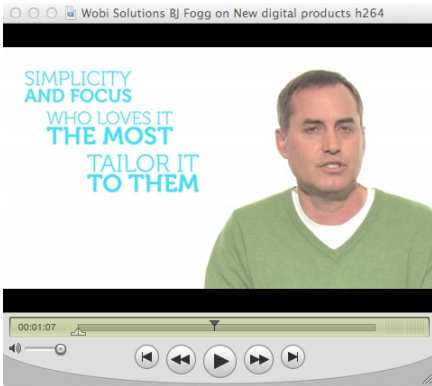 Wobi Solutions BJ Fogg on New digital products h264
SIMPLICITY
AND FOCUS
WHO LOVES IT
THE MOST
TAILOR IT
TO THEM
00:01:07